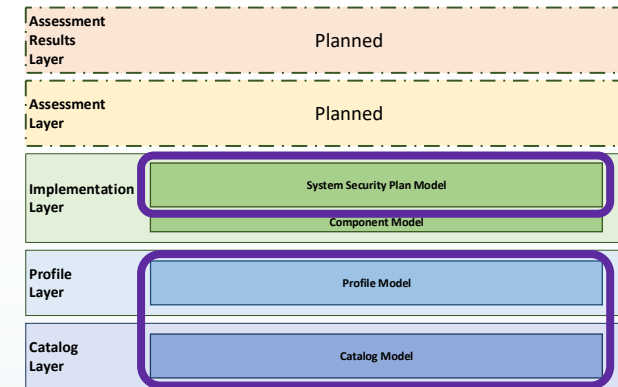 Assessment
Results
Layer
Planned
Assessment
Layer
Planned
Implementation
Layer
System Security Plan Model
Component Model
Profile
Layer
Profile Model
Catalog
Layer
Catalog Model